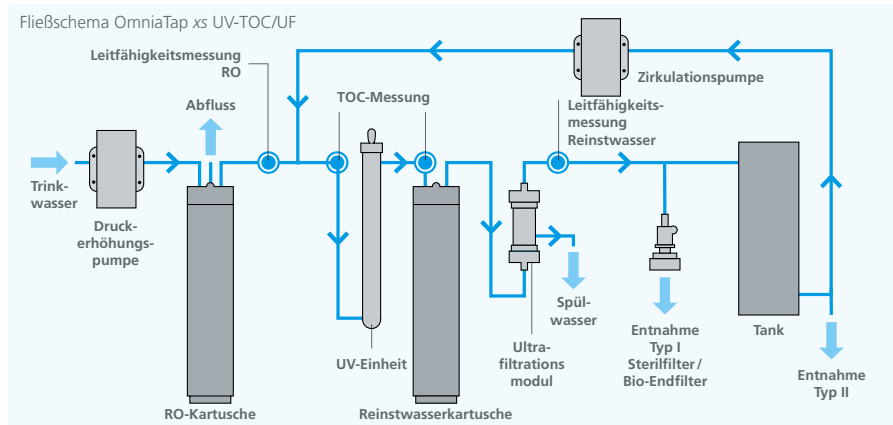 Fließschema OmniaTap xs UV-TOC/UF
Leitfähigkeitsmessung
RO
Abfluss
TOC-Messung
Zirkulationspumpe
Leitfähigkeits-
messung
Reinstwasser
Trink-
wasser
Druck-
erhöhungs-
pumpe
RO-Kartusche
UV-Einheit
Reinstwasserkartusche
Ultra-
filtrations
modul
Spül-
wasser
Entnahme
Typ I
Sterilfilter/
Bio-Endfilter
Tank
Entnahme
Typ II